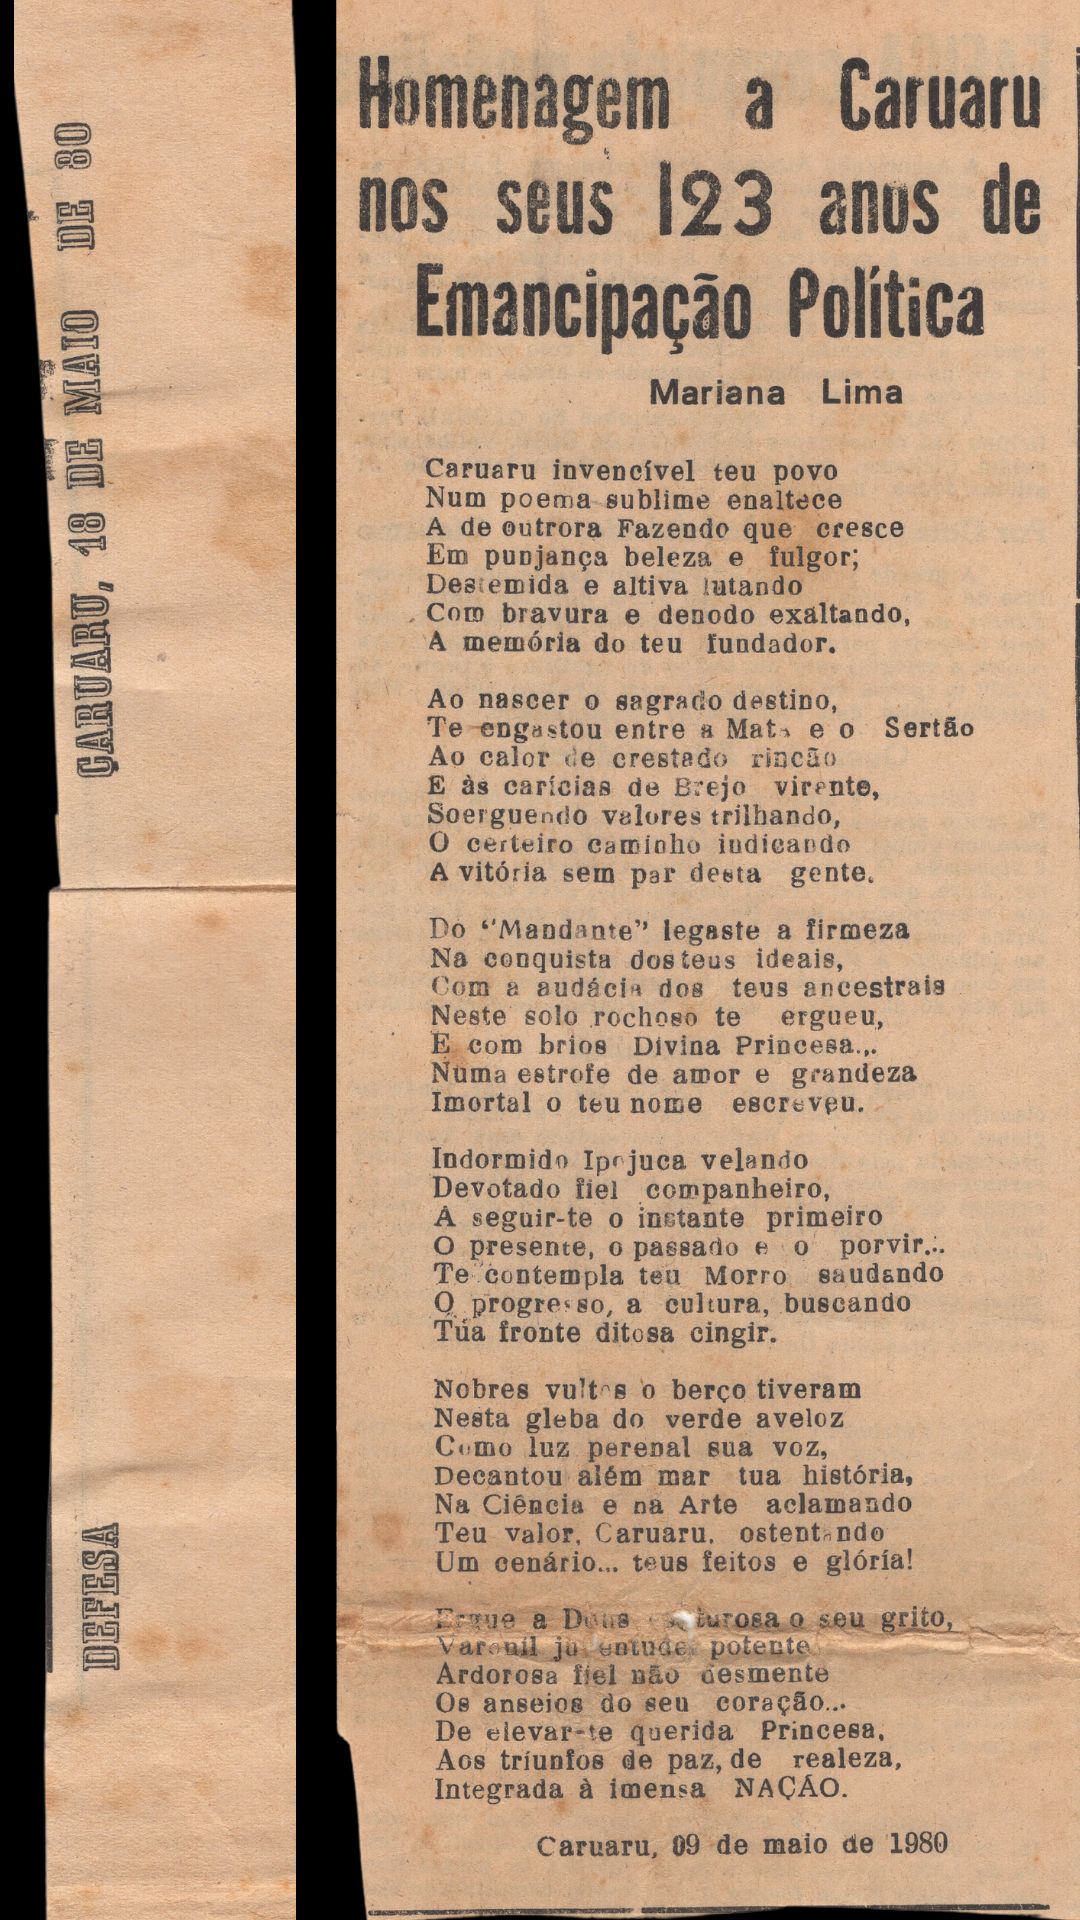 CARUARU, 18 DE MAIO DE 80
DEFESA
Homenagem a Caruaru
nos seus 123 anos de
Emancipação Política
Mariana Lima
Caruaru invencível teu povo
Num poema sublime enaltece
A de outrora Fazendo que cresce
Em punjança beleza e fulgor;
Destemida e altiva lutando
Com bravura e denodo exaltando,
A memória do teu fundador.
Ao nascer o sagrado destino,
Te engastou entre a Mata e o Sertão
Ao calor de crestado rincão
E às carícias de Brejo virente,
Soerguendo valores trilhando,
O certeiro caminho indicando
A vitória sem par desta gente.
Do "Mandante" legaste a firmeza
Na conquista dos teus ideais,
Com a audácia dos teus ancestrais
Neste solo rochoso te ergueu,
E com brios Divina Princesa...
Numa estrofe de amor e grandeza
Imortal o teu nome escreveu.
Indormido Ipojuca velando
Devotado fiel companheiro,
A seguir-te o instante primeiro
O presente, o passado e o porvir...
Te contempla teu Morro saudando
O progresso, a cultura, buscando
Túa fronte ditosa cingir.
Nobres vultos o berço tiveram
Nesta gleba do verde aveloz
Como luz perenal sua voz,
Decantou além mar tua história,
Na Ciência e na Arte aclamando
Teu valor, Caruaru, ostentando
Um cenário... teus feitos e glória!
Ergue a Deus o seu grito,
Varonil juventude potente
Ardorosa fiel não desmente
Os anseios do seu coração...
De elevar-te querida Princesa,
Aos triunfos de paz, de realeza,
Integrada à imensa NAÇÃO.
Caruaru, 09 de maio de 1980